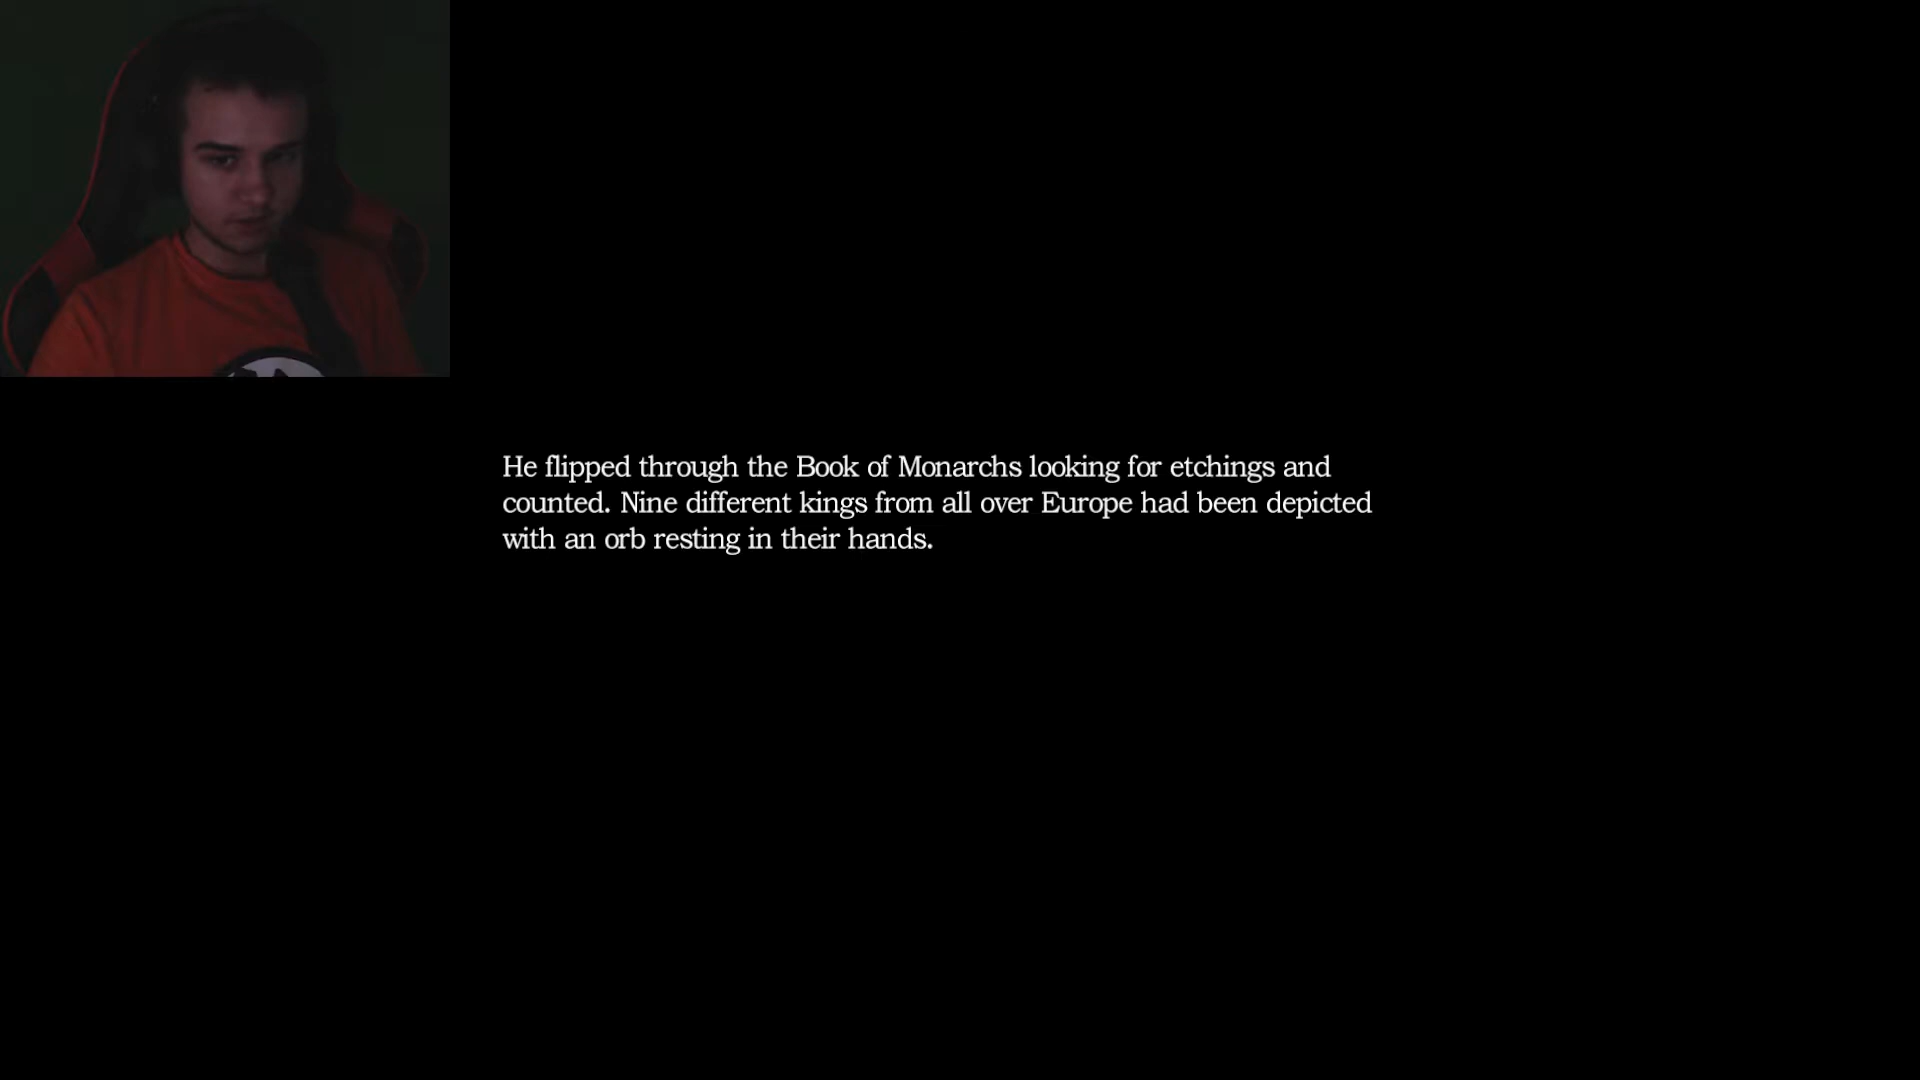 He flipped through the Book of Monarchs looking for etchings and
counted. Nine different kings from all over Europe had been depicted
with an orb resting in their hands.